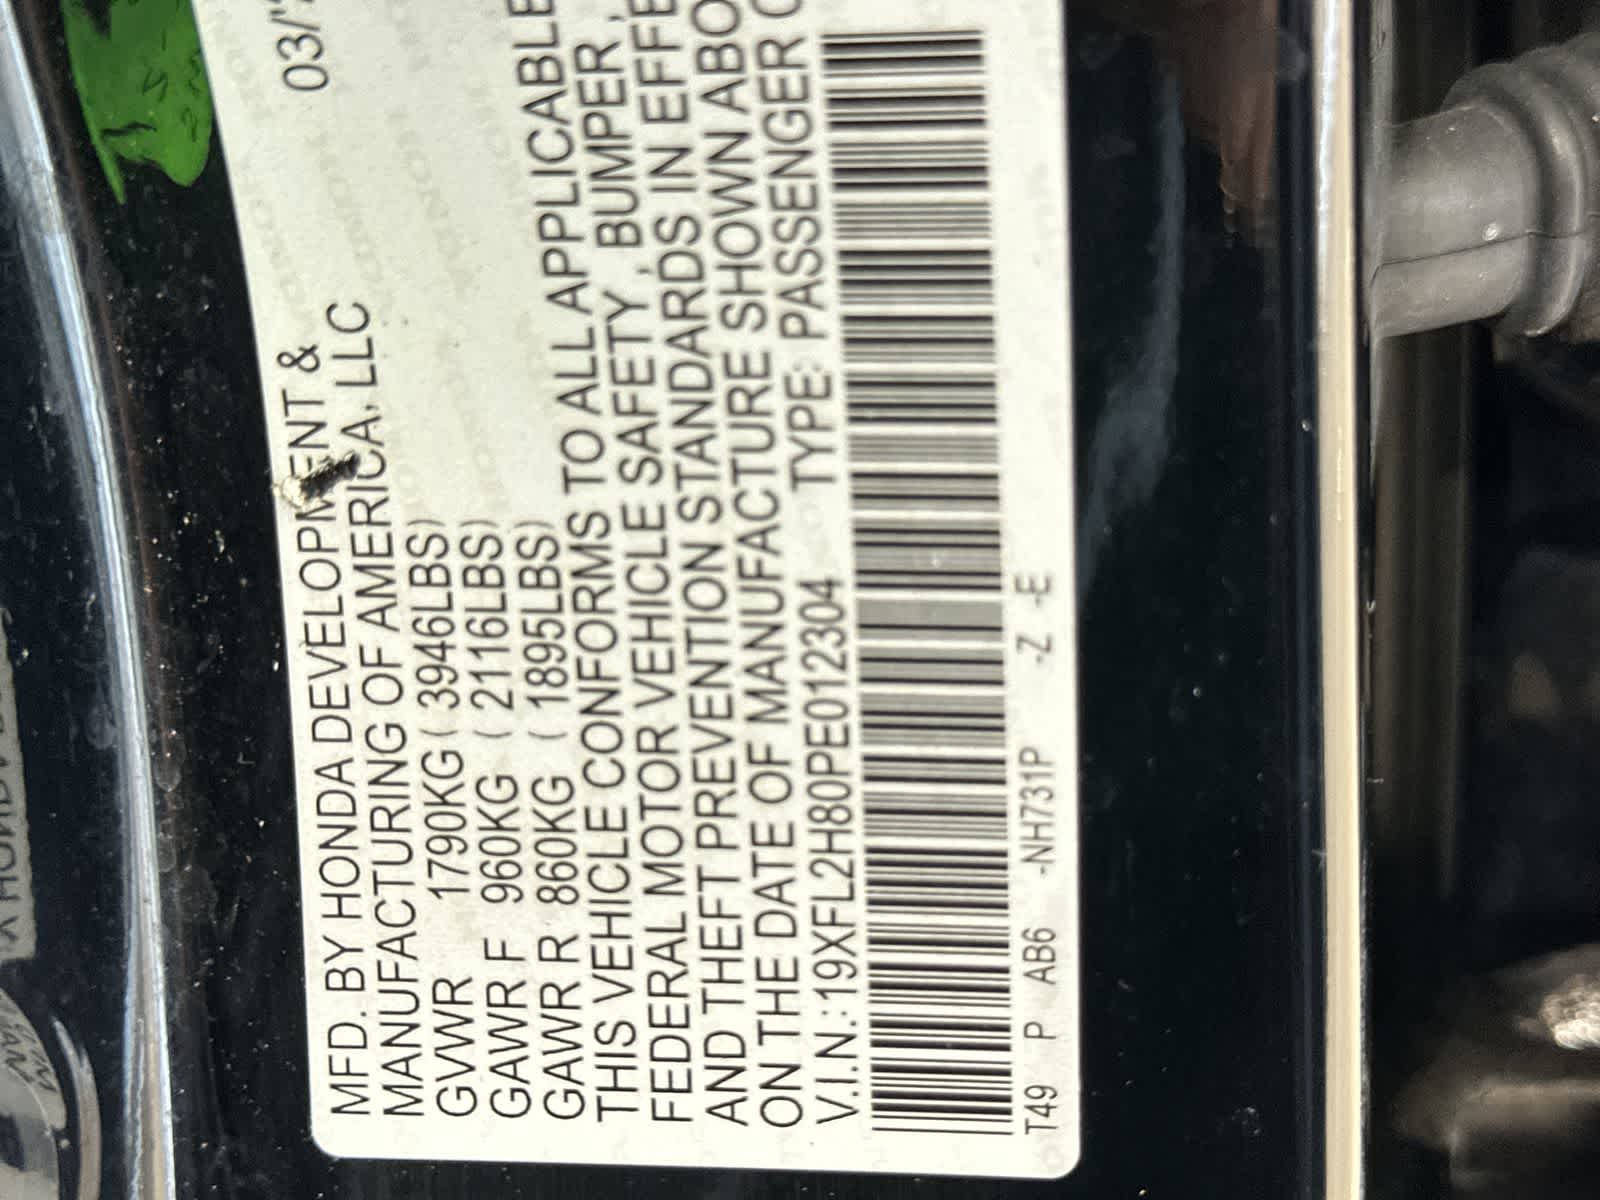 MFD. BY HONDA DEVELOPMENT &
MANUFACTURING OF AMERICA, LLC
03/
GVWR 1790KG ( 3946LBS)
GAWR F 960KG ( 2116LBS)
GAWR R 860KG ( 1895LBS)
THIS VEHICLE CONFORMS TO ALL APPLICABLE
FEDERAL MOTOR VEHICLE SAFETY , BUMPER ,
AND THEFT PREVENTION STANDARDS IN EFFE
ON THE DATE OF MANUFACTURE SHOWN ABO
V.I.N.:19XFL2H80PE012304 TYPE: PASSENGER C
T49 P AB6 -NH731P -Z -E